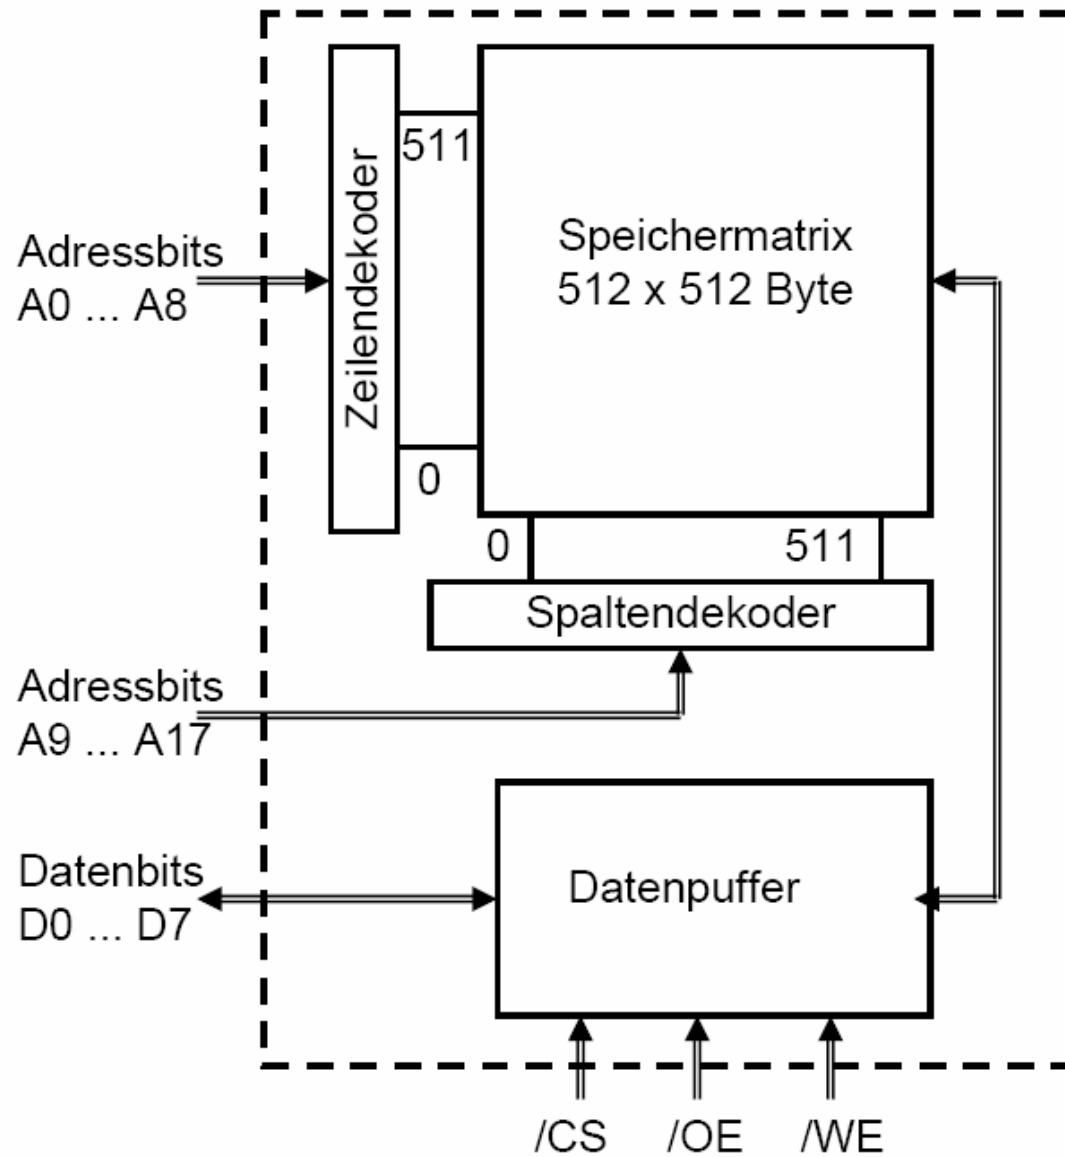 511
Zeilendekoder
Speichermatrix
512 x 512 Byte
Adressbits
A0 ... A8
0
0
511
Spaltendekoder
Adressbits
A9 ... A17
Datenbits
D0 ... D7
Datenpuffer
/CS
/OE
/WE